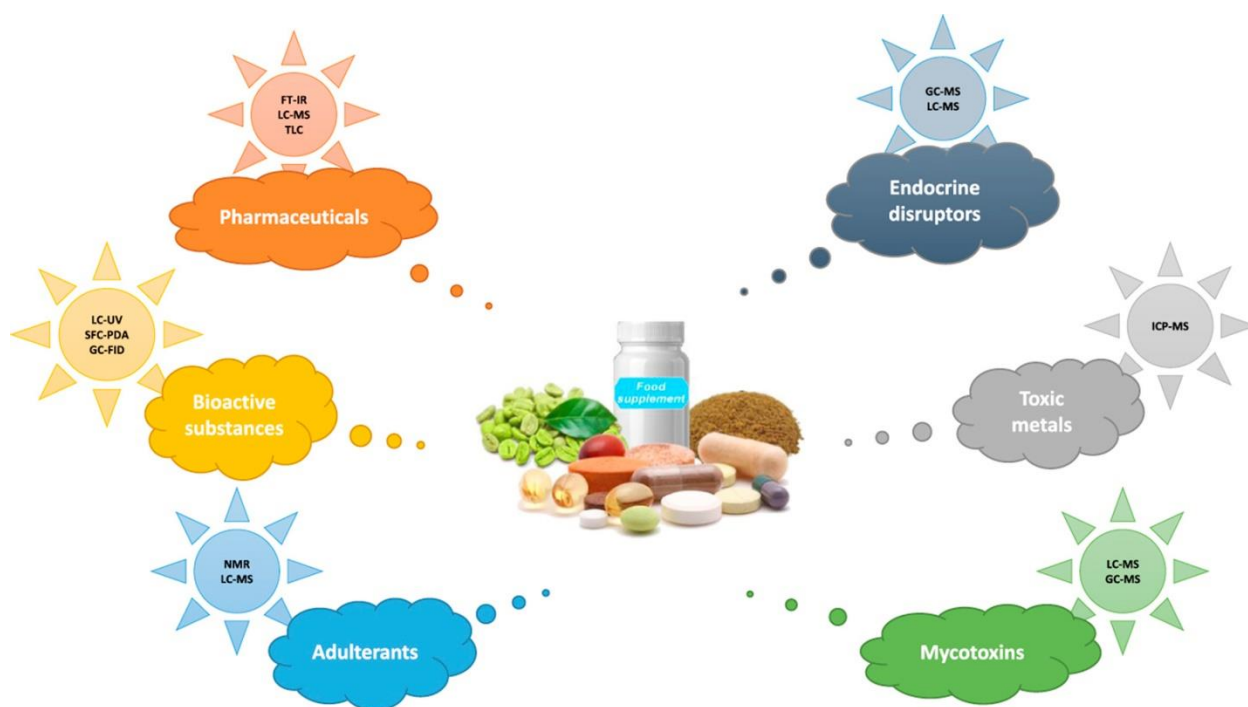 FT-IR
LC-MS
TLC
Pharmaceuticals
GC-MS
LC-MS
Endocrine
disruptors
LC-UV
SFC-PDA
GC-FID
Bioactive
substances
ICP-MS
Toxic
metals
Food
supplement
NMR
LC-MS
Adulterants
LC-MS
GC-MS
Mycotoxins